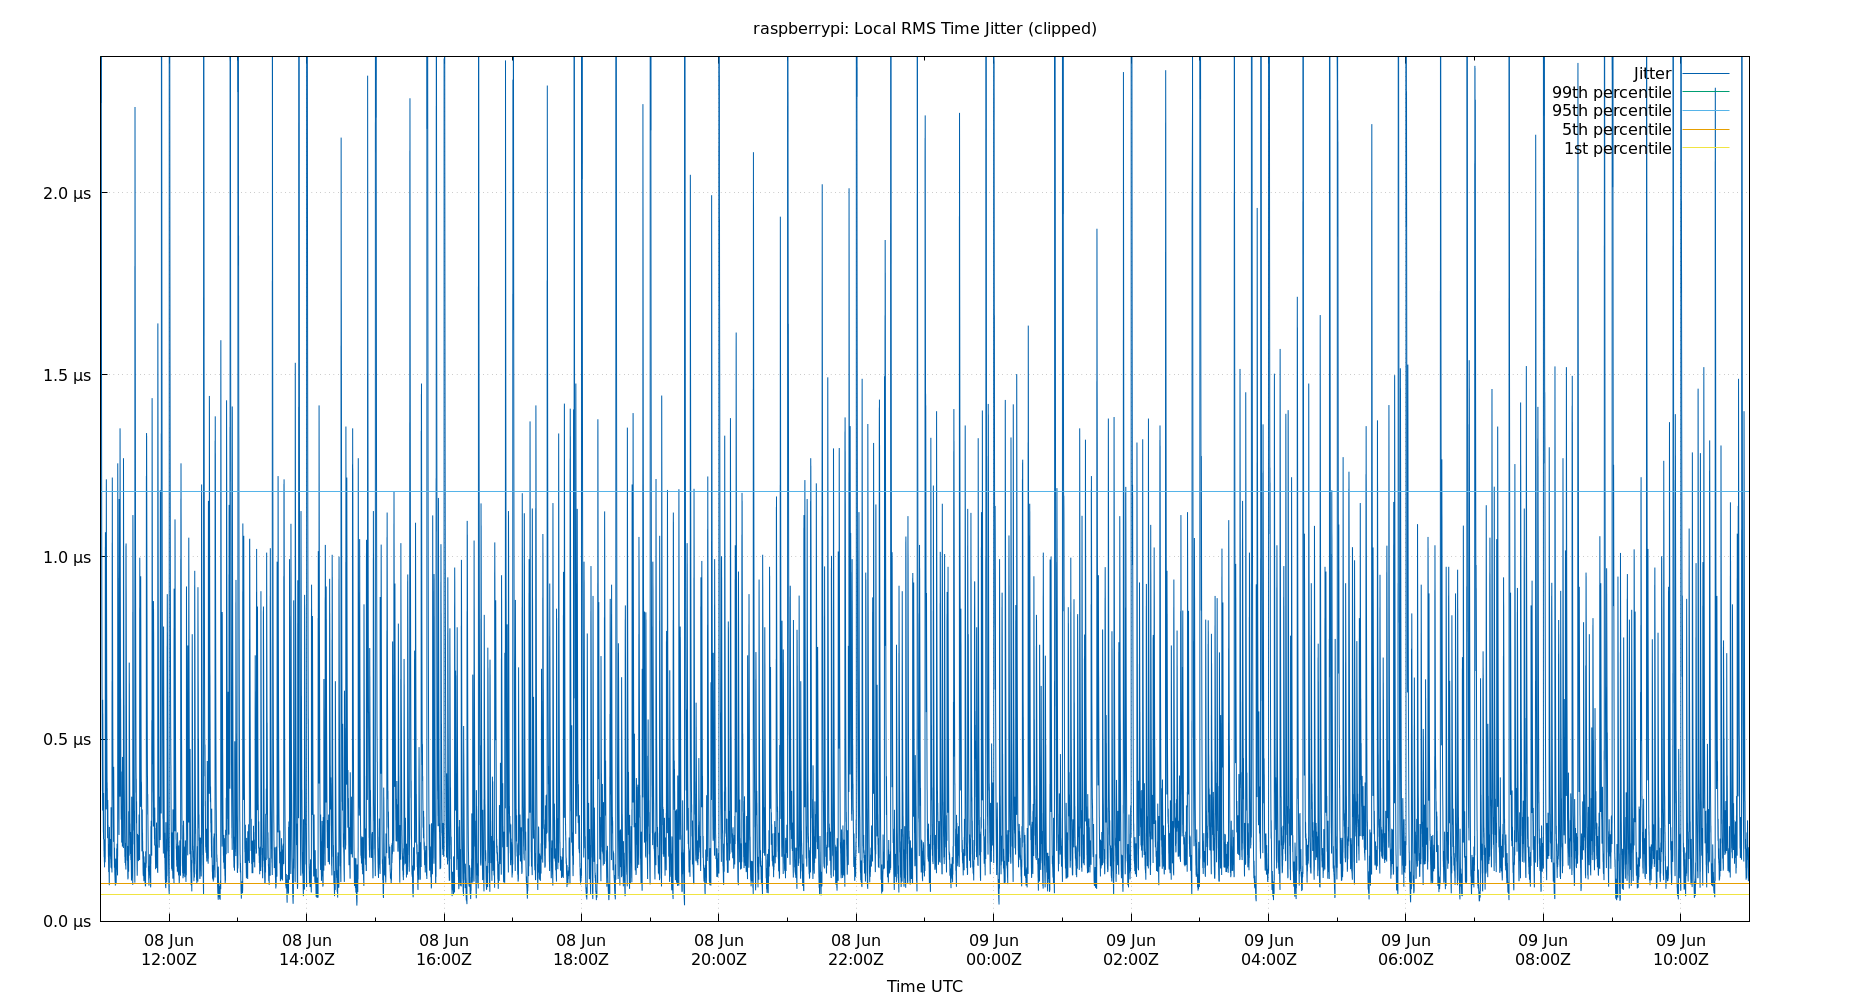 raspberrypi: Local RMS Time Jitter (clipped)
Jitter
99th percentile
95th percentile
5th percentile
1st percentile
2.0 µs
1.5 µs
1.0 µs
0.5 µs
0.0 µs
08 Jun 08 Jun 08 Jun 08 Jun 08 Jun 08 Jun 09 Jun 09 Jun 09 Jun 09 Jun 09 Jun 09 Jun
12:00Z 14:00Z 16:00Z 18:00Z 20:00Z 22:00Z 00:00Z 02:00Z 04:00Z 06:00Z 08:00Z 10:00Z
Time UTC